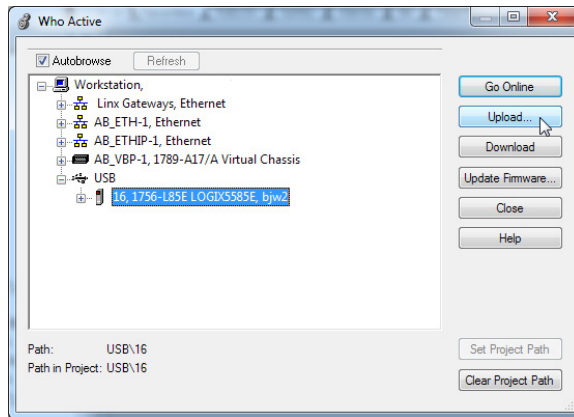 Who Active
Autobrowse
Refresh
Workstation,
Linx Gateways, Ethernet
AB_ETH-1, Ethernet
AB_ETHIP-1, Ethernet
AB_VBP-1, 1789-A17/A Virtual Chassis
USB
16, 1756-L85E LOGIX5585E, bjw2
Go Online
Upload...
Download
Update Firmware...
Close
Help
Path: USB\16
Path in Project: USB\16
Set Project Path
Clear Project Path